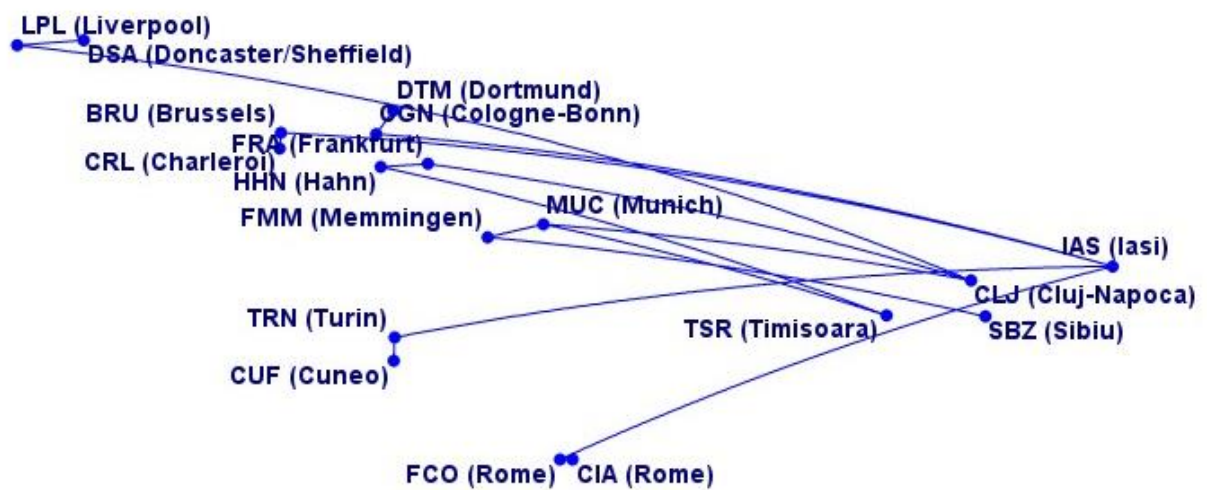 LPL (Liverpool)
DSA (Doncaster/Sheffield)
DTM (Dortmund)
BRU (Brussels)
CGN (Cologne-Bonn)
FRA (Frankfurt)
CRL (Charleroi)
HHN (Hahn)
MUC (Munich)
FMM (Memmingen)
IAS (Iasi)
CLJ (Cluj-Napoca)
TRN (Turin)
TSR (Timisoara)
SBZ (Sibiu)
CUF (Cuneo)
FCO (Rome)
CIA (Rome)